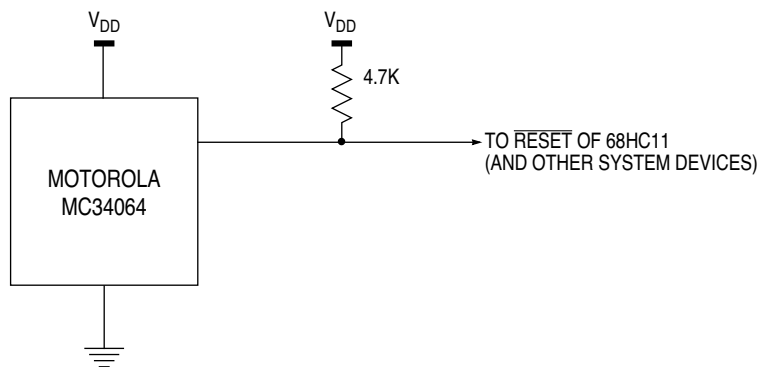 VDD
VDD
4.7K
TO RESET OF 68HC11
(AND OTHER SYSTEM DEVICES)
MOTOROLA
MC34064